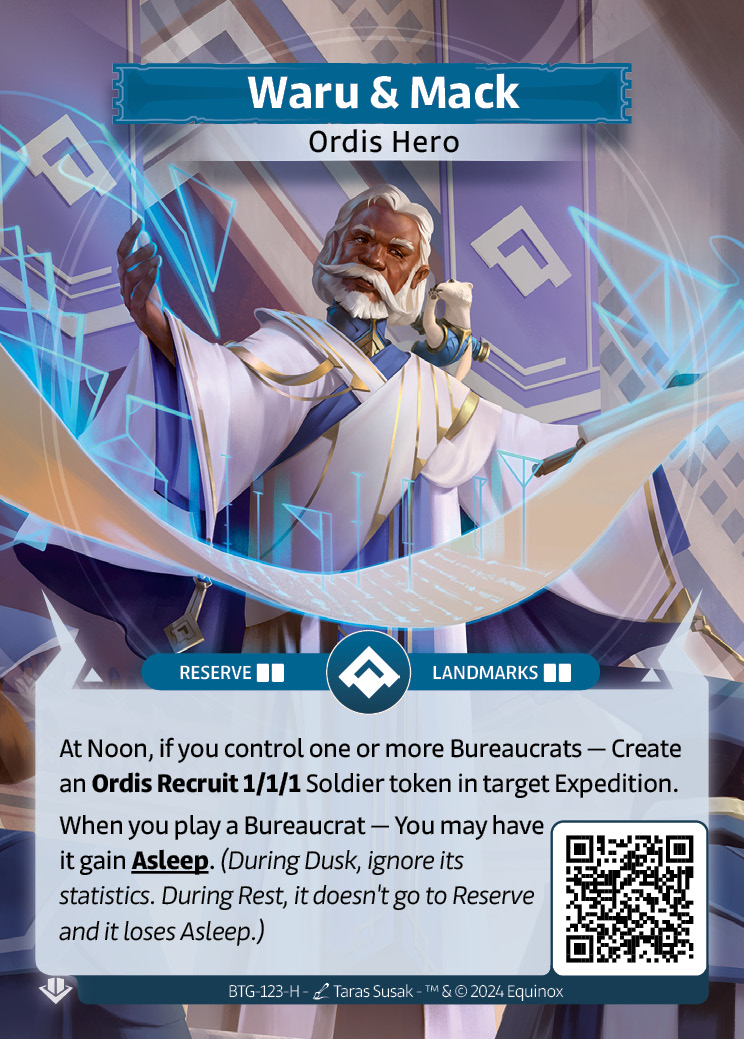 Waru & Mack
Ordis Hero
RESERVE
LANDMARKS
At Noon, if you control one or more Bureaucrats — Create
an Ordis Recruit 1/1/1 Soldier token in target Expedition.
When you play a Bureaucrat — You may have
it gain Asleep. (During Dusk, ignore its
statistics. During Rest, it doesn't go to Reserve
and it loses Asleep.)
BTG-123-H - Taras Susak - ™ & © 2024 Equinox